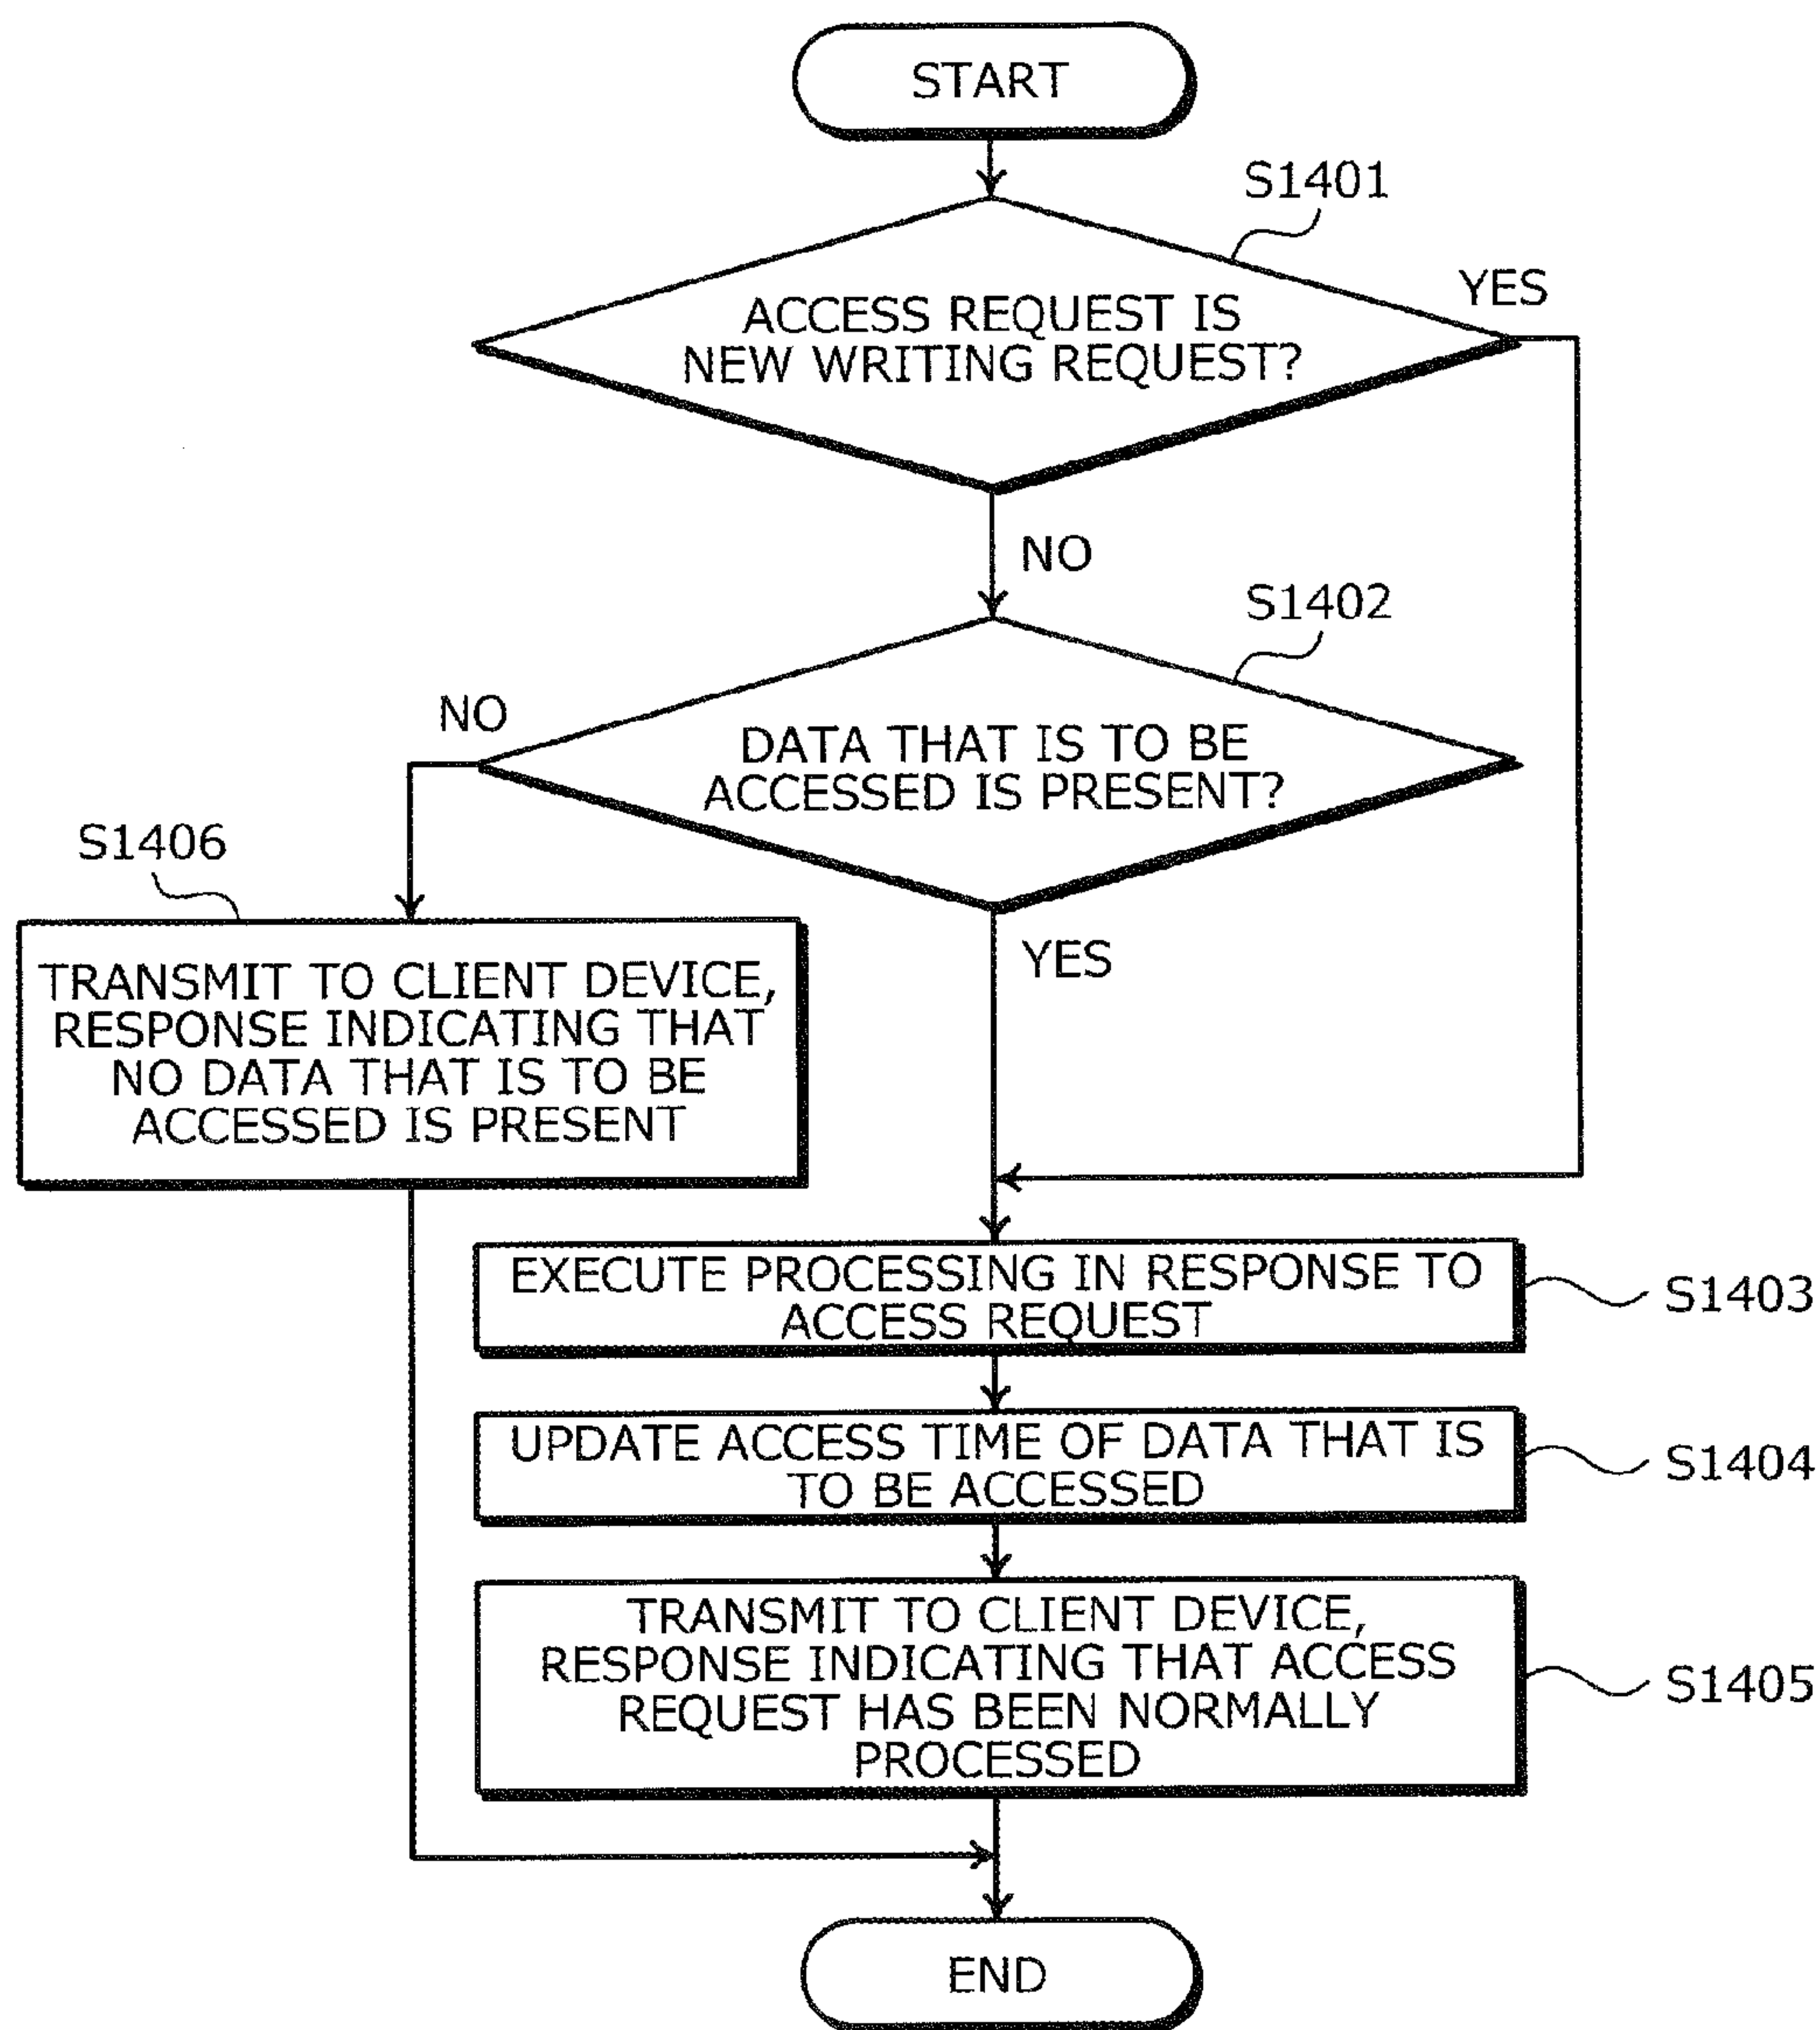 START
S1401
YES
ACCESS REQUEST IS
NEW WRITING REQUEST?
NO
S1402
NO
DATA THAT IS TO BE
ACCESSED IS PRESENT?
S1406
YES
TRANSMIT TO CLIENT DEVICE,
RESPONSE INDICATING THAT
NO DATA THAT IS TO BE
ACCESSED IS PRESENT
EXECUTE PROCESSING IN RESPONSE TO
ACCESS REQUEST
S1403
UPDATE ACCESS TIME OF DATA THAT IS
TO BE ACCESSED
S1404
TRANSMIT TO CLIENT DEVICE,
RESPONSE INDICATING THAT ACCESS
REQUEST HAS BEEN NORMALLY
PROCESSED
S1405
END